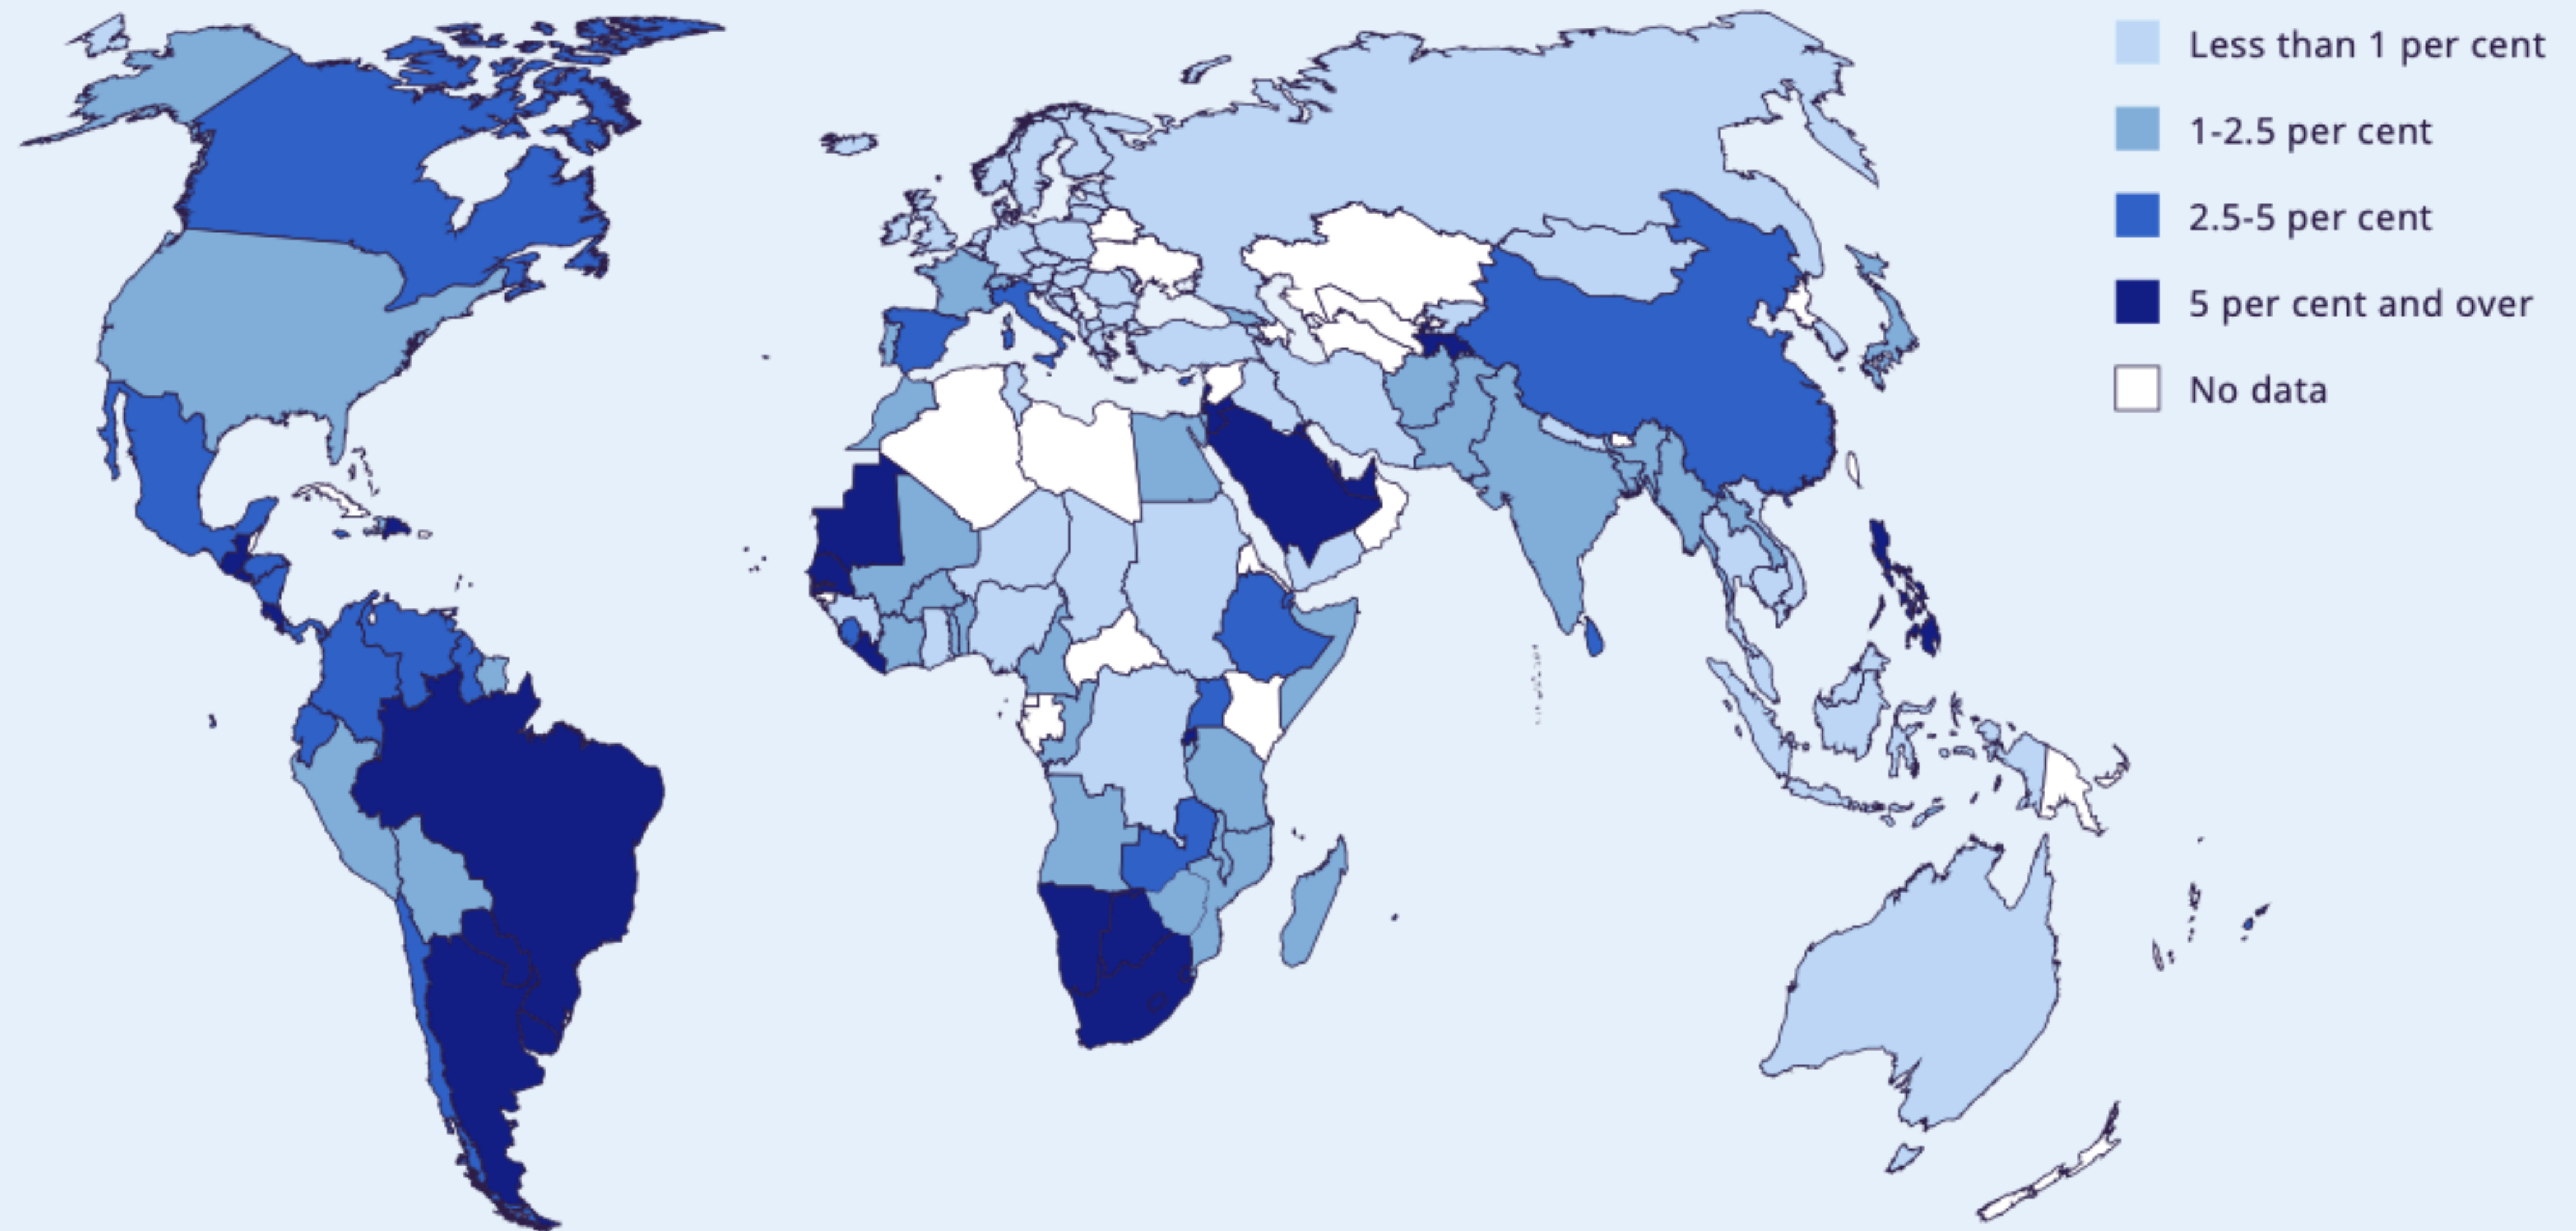 Less than 1 per cent
1-2.5 per cent
2.5-5 per cent
5 per cent and over
No data